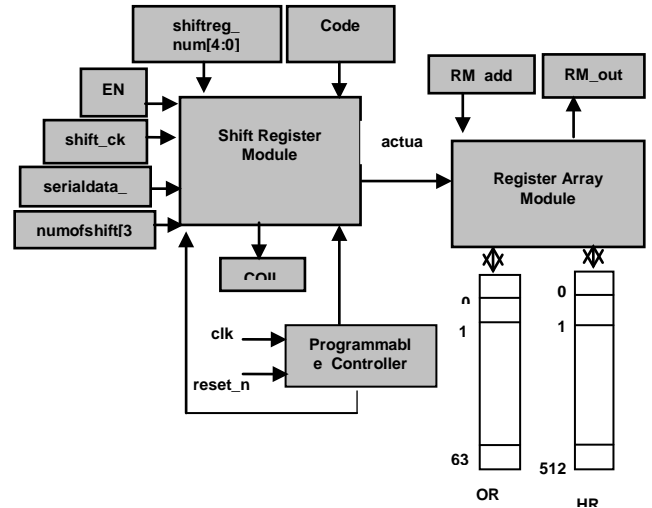 shiftreg_
num[4:0]
Code
EN
shift_ck
serialdata_
numofshift[3
Shift Register
Module
actua
RM add
RM_out
Register Array
Module
COIL
clk
reset_n
Programmabl
e Controller
0
1
63
OR
0
1
512
HR